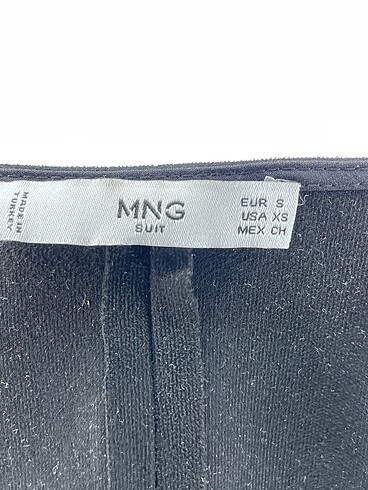 MADE IN
TURKEY
MNG
SUIT
EUR S
USA XS
MEX CH